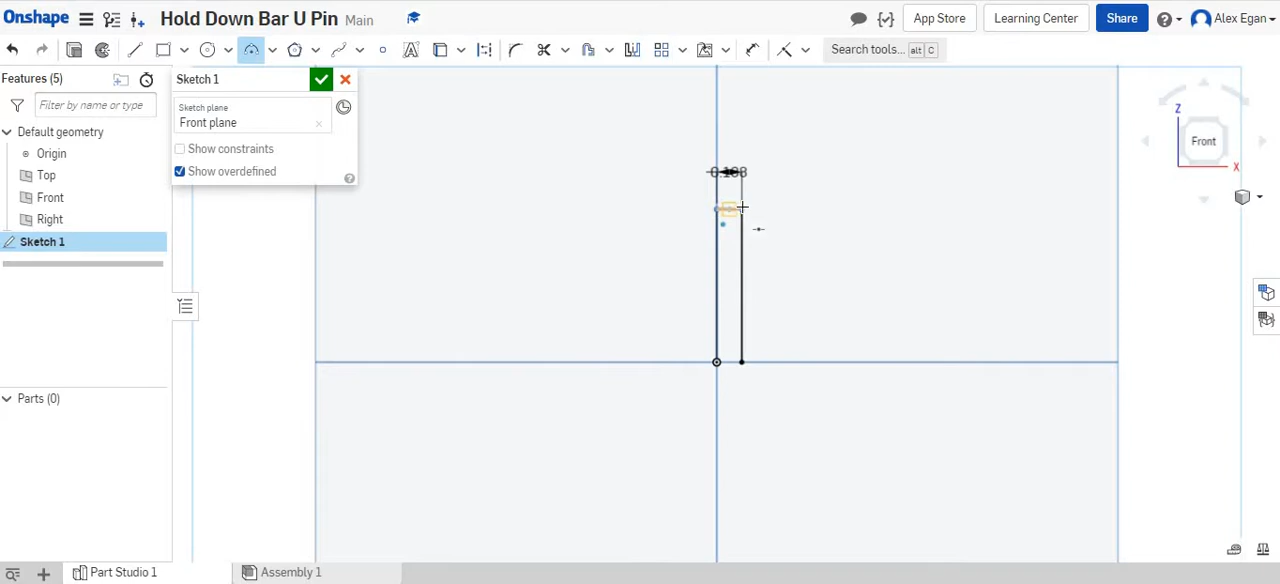 Onshape Hold Down Bar U Pin Main App Store Learning Center Share Alex Egan
Search tools... alt C
Features (5)
Filter by name or type
Default geometry
Origin
Top
Front
Right
Sketch 1
Parts (0)
Sketch 1
Sketch plane
Front plane
Show constraints
Show overdefined
Z
Front
X
Part Studio 1
Assembly 1